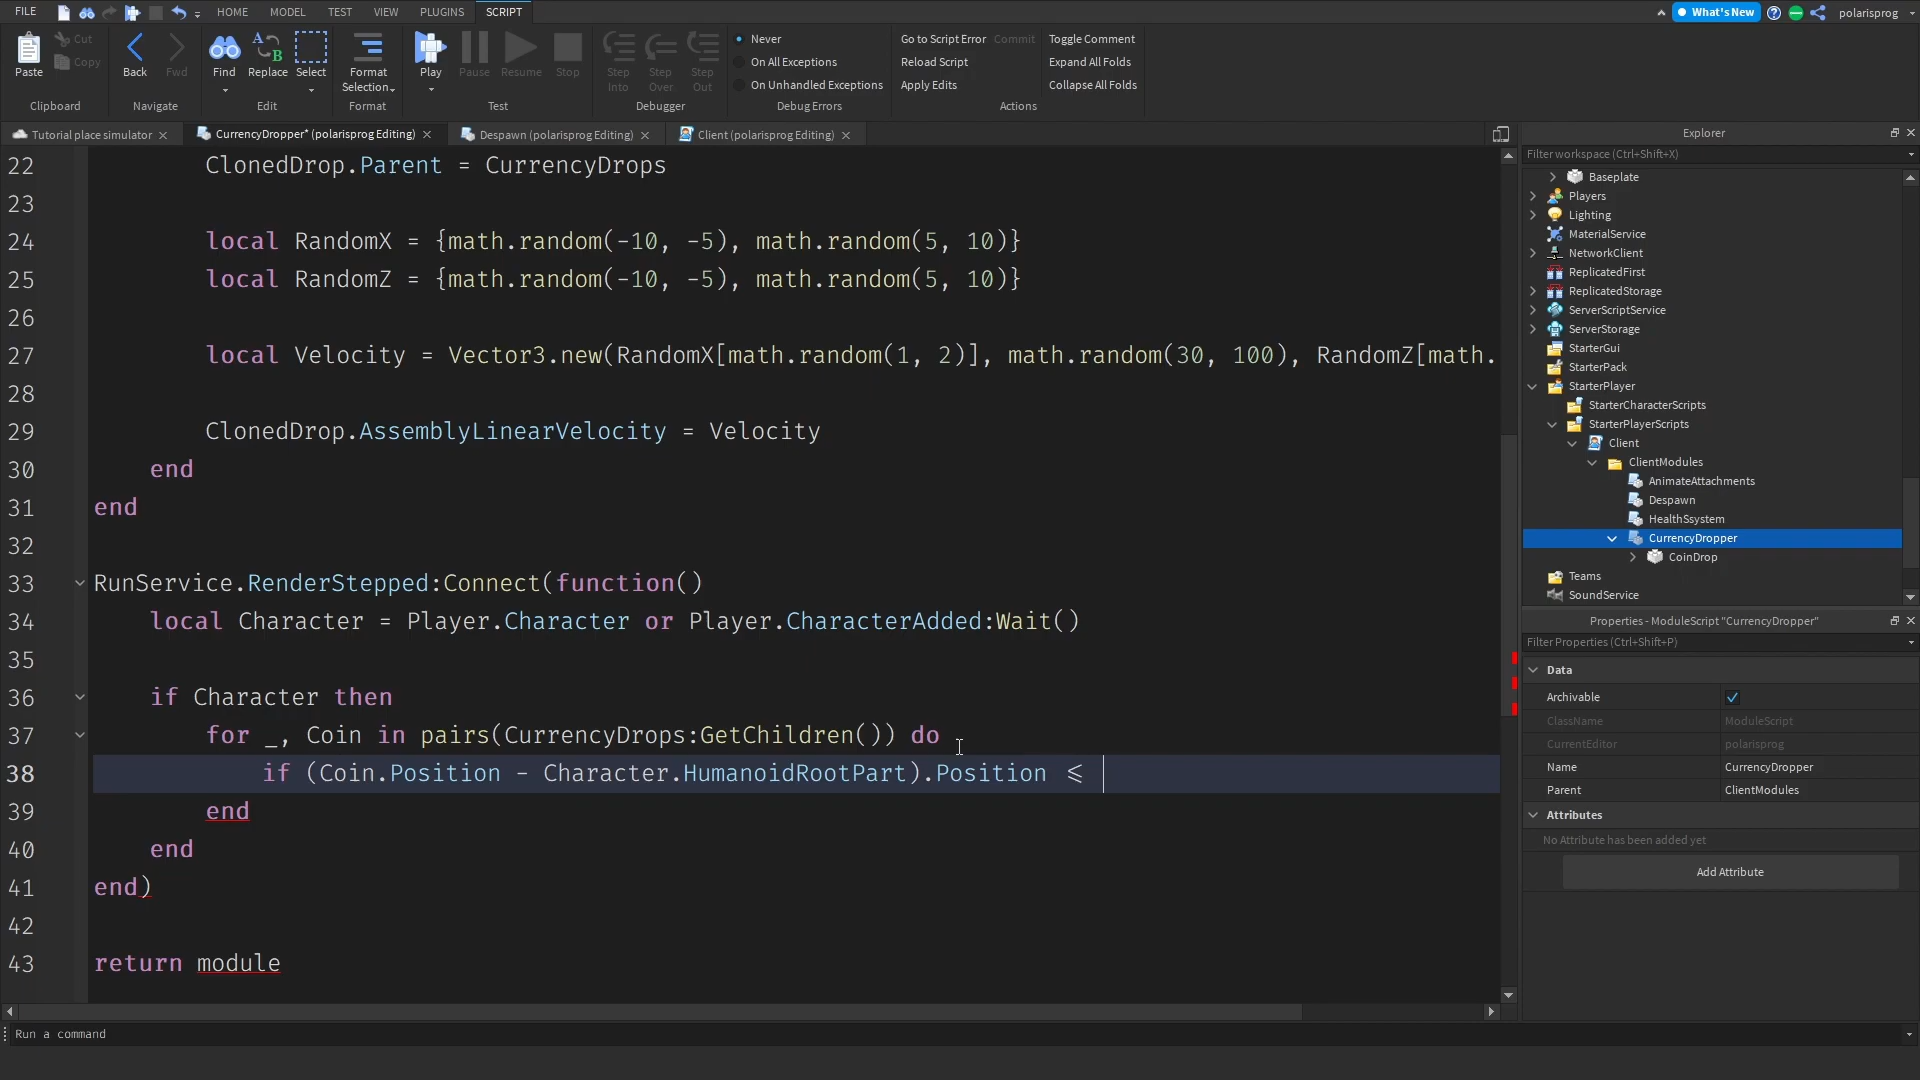 FILE HOME MODEL TEST VIEW PLUGINS SCRIPT What's New polarisprog
Paste Cut Copy Back Fwd Find Replace Select Format Selection Play Pause Resume Stop Step Into Step Over Step Out
Never
On All Exceptions
On Unhandled Exceptions
Go to Script Error Commit
Reload Script
Apply Edits
Toggle Comment
Expand All Folds
Collapse All Folds
Clipboard Navigate Edit Format Test Debugger Debug Errors Actions
Tutorial place simulator CurrencyDropper* (polarisprog Editing) Despawn (polarisprog Editing) Client (polarisprog Editing)
22 ClonedDrop.Parent = CurrencyDrops
23
24 local RandomX = {math.random(-10, -5), math.random(5, 10)}
25 local RandomZ = {math.random(-10, -5), math.random(5, 10)}
26
27 local Velocity = Vector3.new(RandomX[math.random(1, 2)], math.random(30, 100), RandomZ[math.
28
29 ClonedDrop.AssemblyLinearVelocity = Velocity
30 end
31 end
32
33 RunService.RenderStepped:Connect(function()
34 local Character = Player.Character or Player.CharacterAdded:Wait()
35
36 if Character then
37 for _, Coin in pairs(CurrencyDrops:GetChildren()) do
38 if (Coin.Position - Character.HumanoidRootPart).Position <=
39 end
40 end
41 end)
42
43 return module
Run a command
Explorer
Filter workspace (Ctrl+Shift+X)
Baseplate
Players
Lighting
MaterialService
NetworkClient
ReplicatedFirst
ReplicatedStorage
ServerScriptService
ServerStorage
StarterGui
StarterPack
StarterPlayer
StarterCharacterScripts
StarterPlayerScripts
Client
ClientModules
AnimateAttachments
Despawn
HealthSsystem
CurrencyDropper
CoinDrop
Teams
SoundService
Properties - ModuleScript "CurrencyDropper"
Filter Properties (Ctrl+Shift+P)
Data
Archivable
ClassName ModuleScript
CurrentEditor polarisprog
Name CurrencyDropper
Parent ClientModules
Attributes
No Attribute has been added yet
Add Attribute